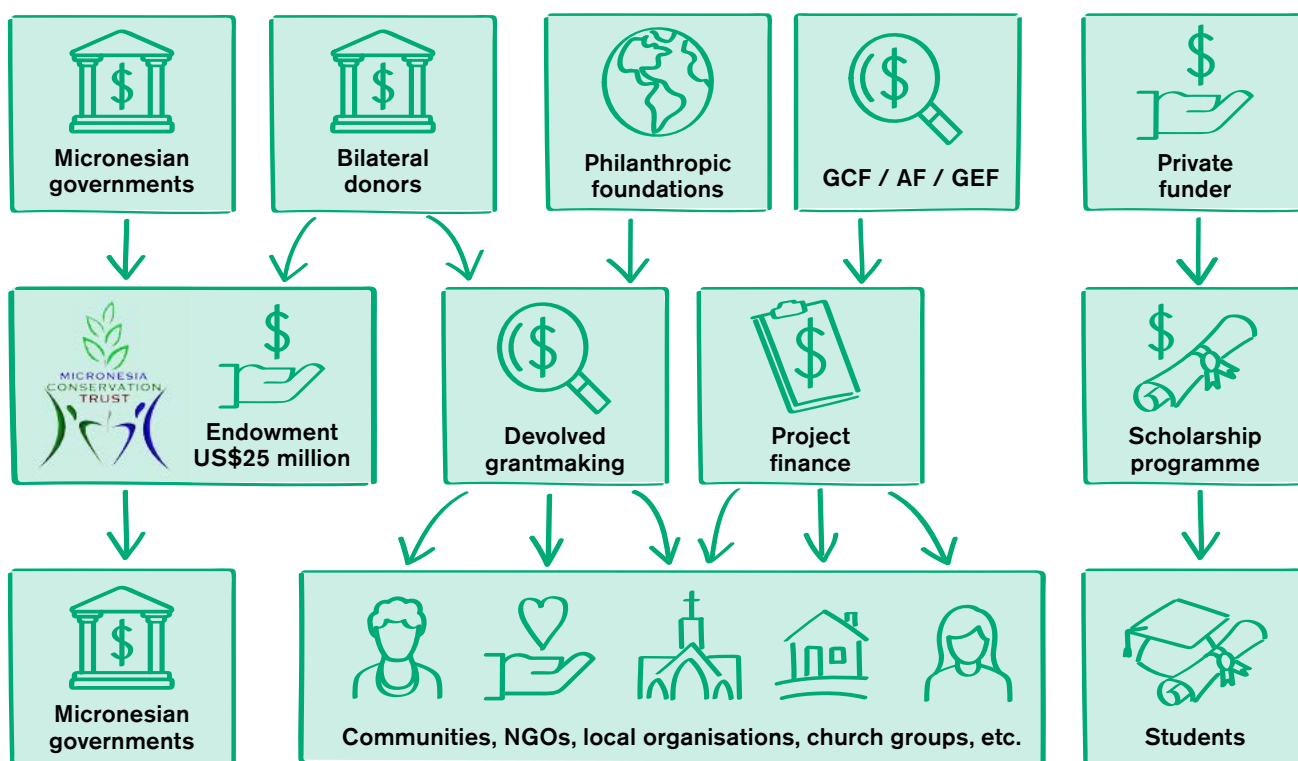 Micronesian
governments
Bilateral
donors
Philanthropic
foundations
GCF / AF / GEF
Private
funder
MICRONESIA
CONSERVATION
TRUST
Endowment
US$25 million
Devolved
grantmaking
Project
finance
Scholarship
programme
Micronesian
governments
Communities, NGOs, local organisations, church groups, etc.
Students